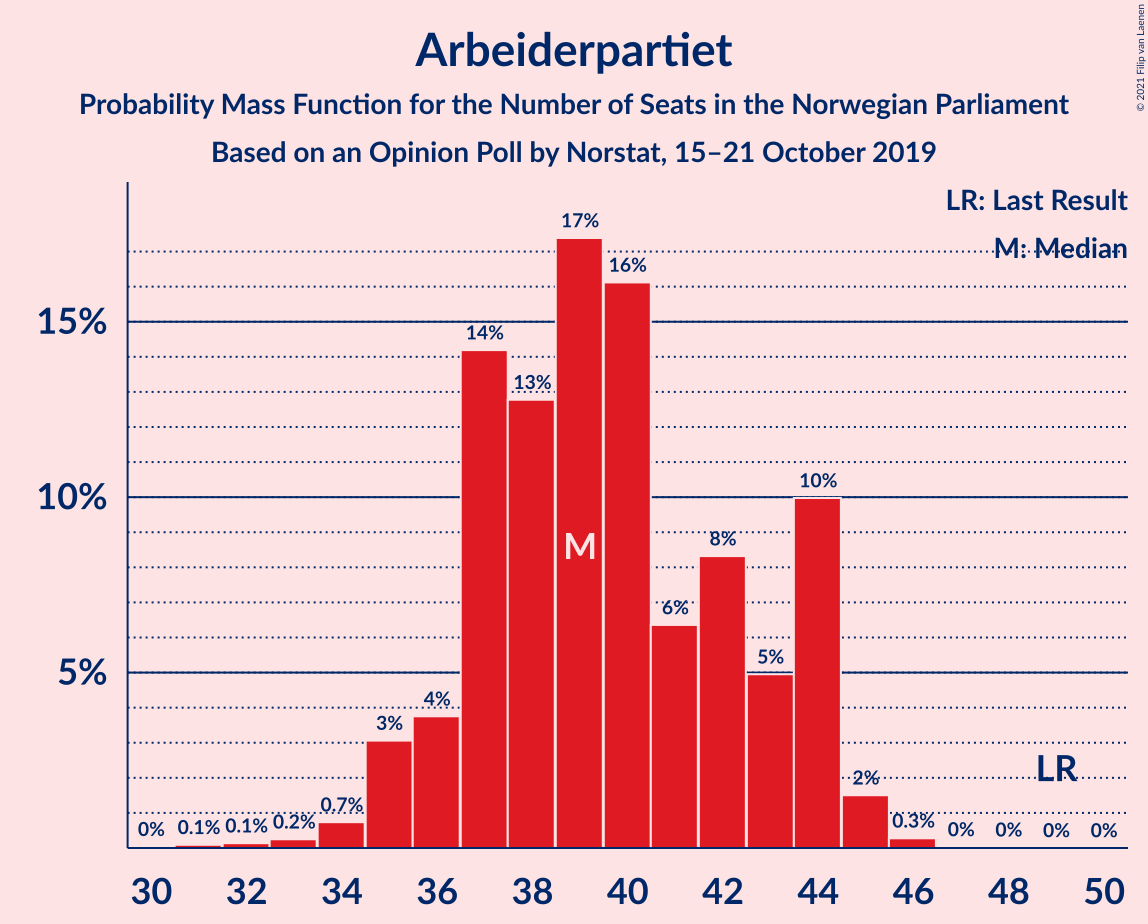 Arbeiderpartiet
Probability Mass Function for the Number of Seats in the Norwegian Parliament
Based on an Opinion Poll by Norstat, 15–21 October 2019
© 2021 Filip van Laenen
LR: Last Result
M: Median
15%
10%
5%
0% 0.1% 0.1% 0.2% 0.7% 3% 4% 14% 13% 17% 16% 6% 8% 5% 10% 2% 0.3% 0% 0% 0% 0%
M
LR
30 32 34 36 38 40 42 44 46 48 50